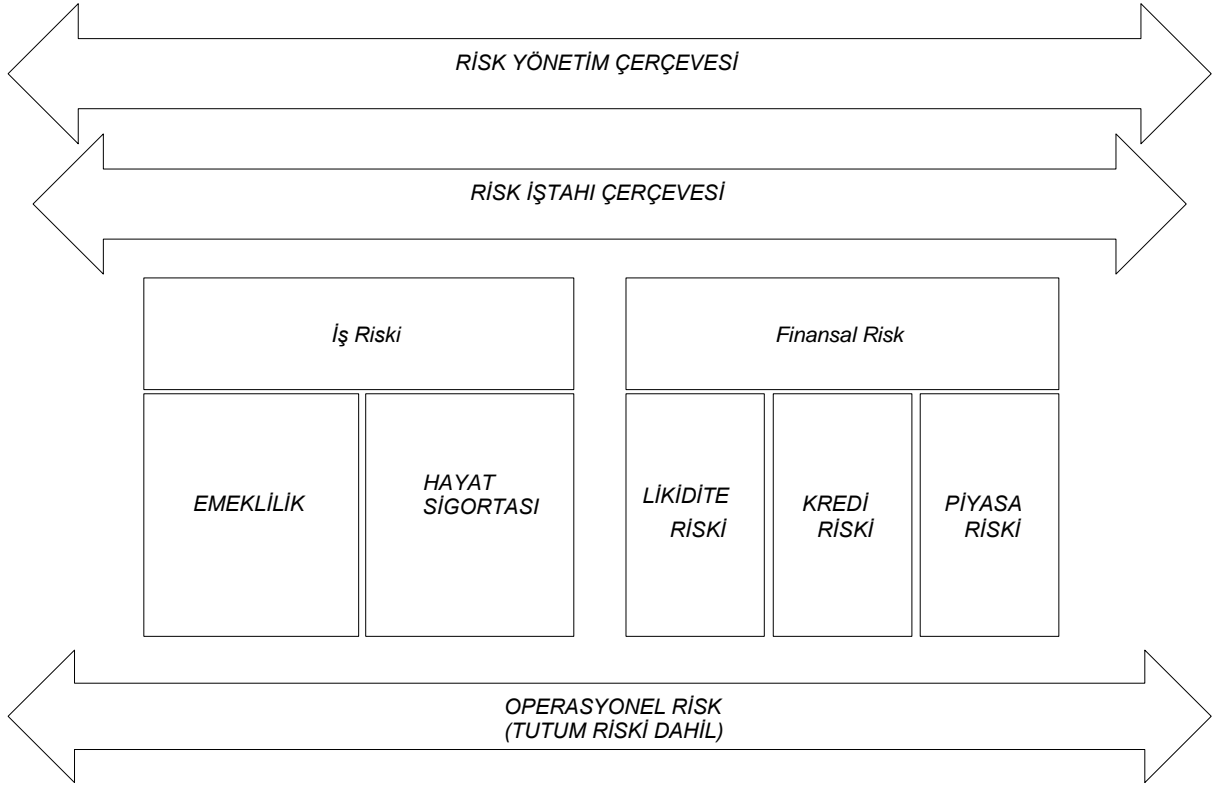 RİSK YÖNETİM ÇERÇEVESİ
RİSK İŞTAHI ÇERÇEVESİ
İş Riski
Finansal Risk
EMEKLİLİK
HAYAT
SİGORTASI
LİKİDİTE
RİSKİ
KREDİ
RİSKİ
PİYASA
RİSKİ
OPERASYONEL RİSK
(TUTUM RİSKİ DAHİL)